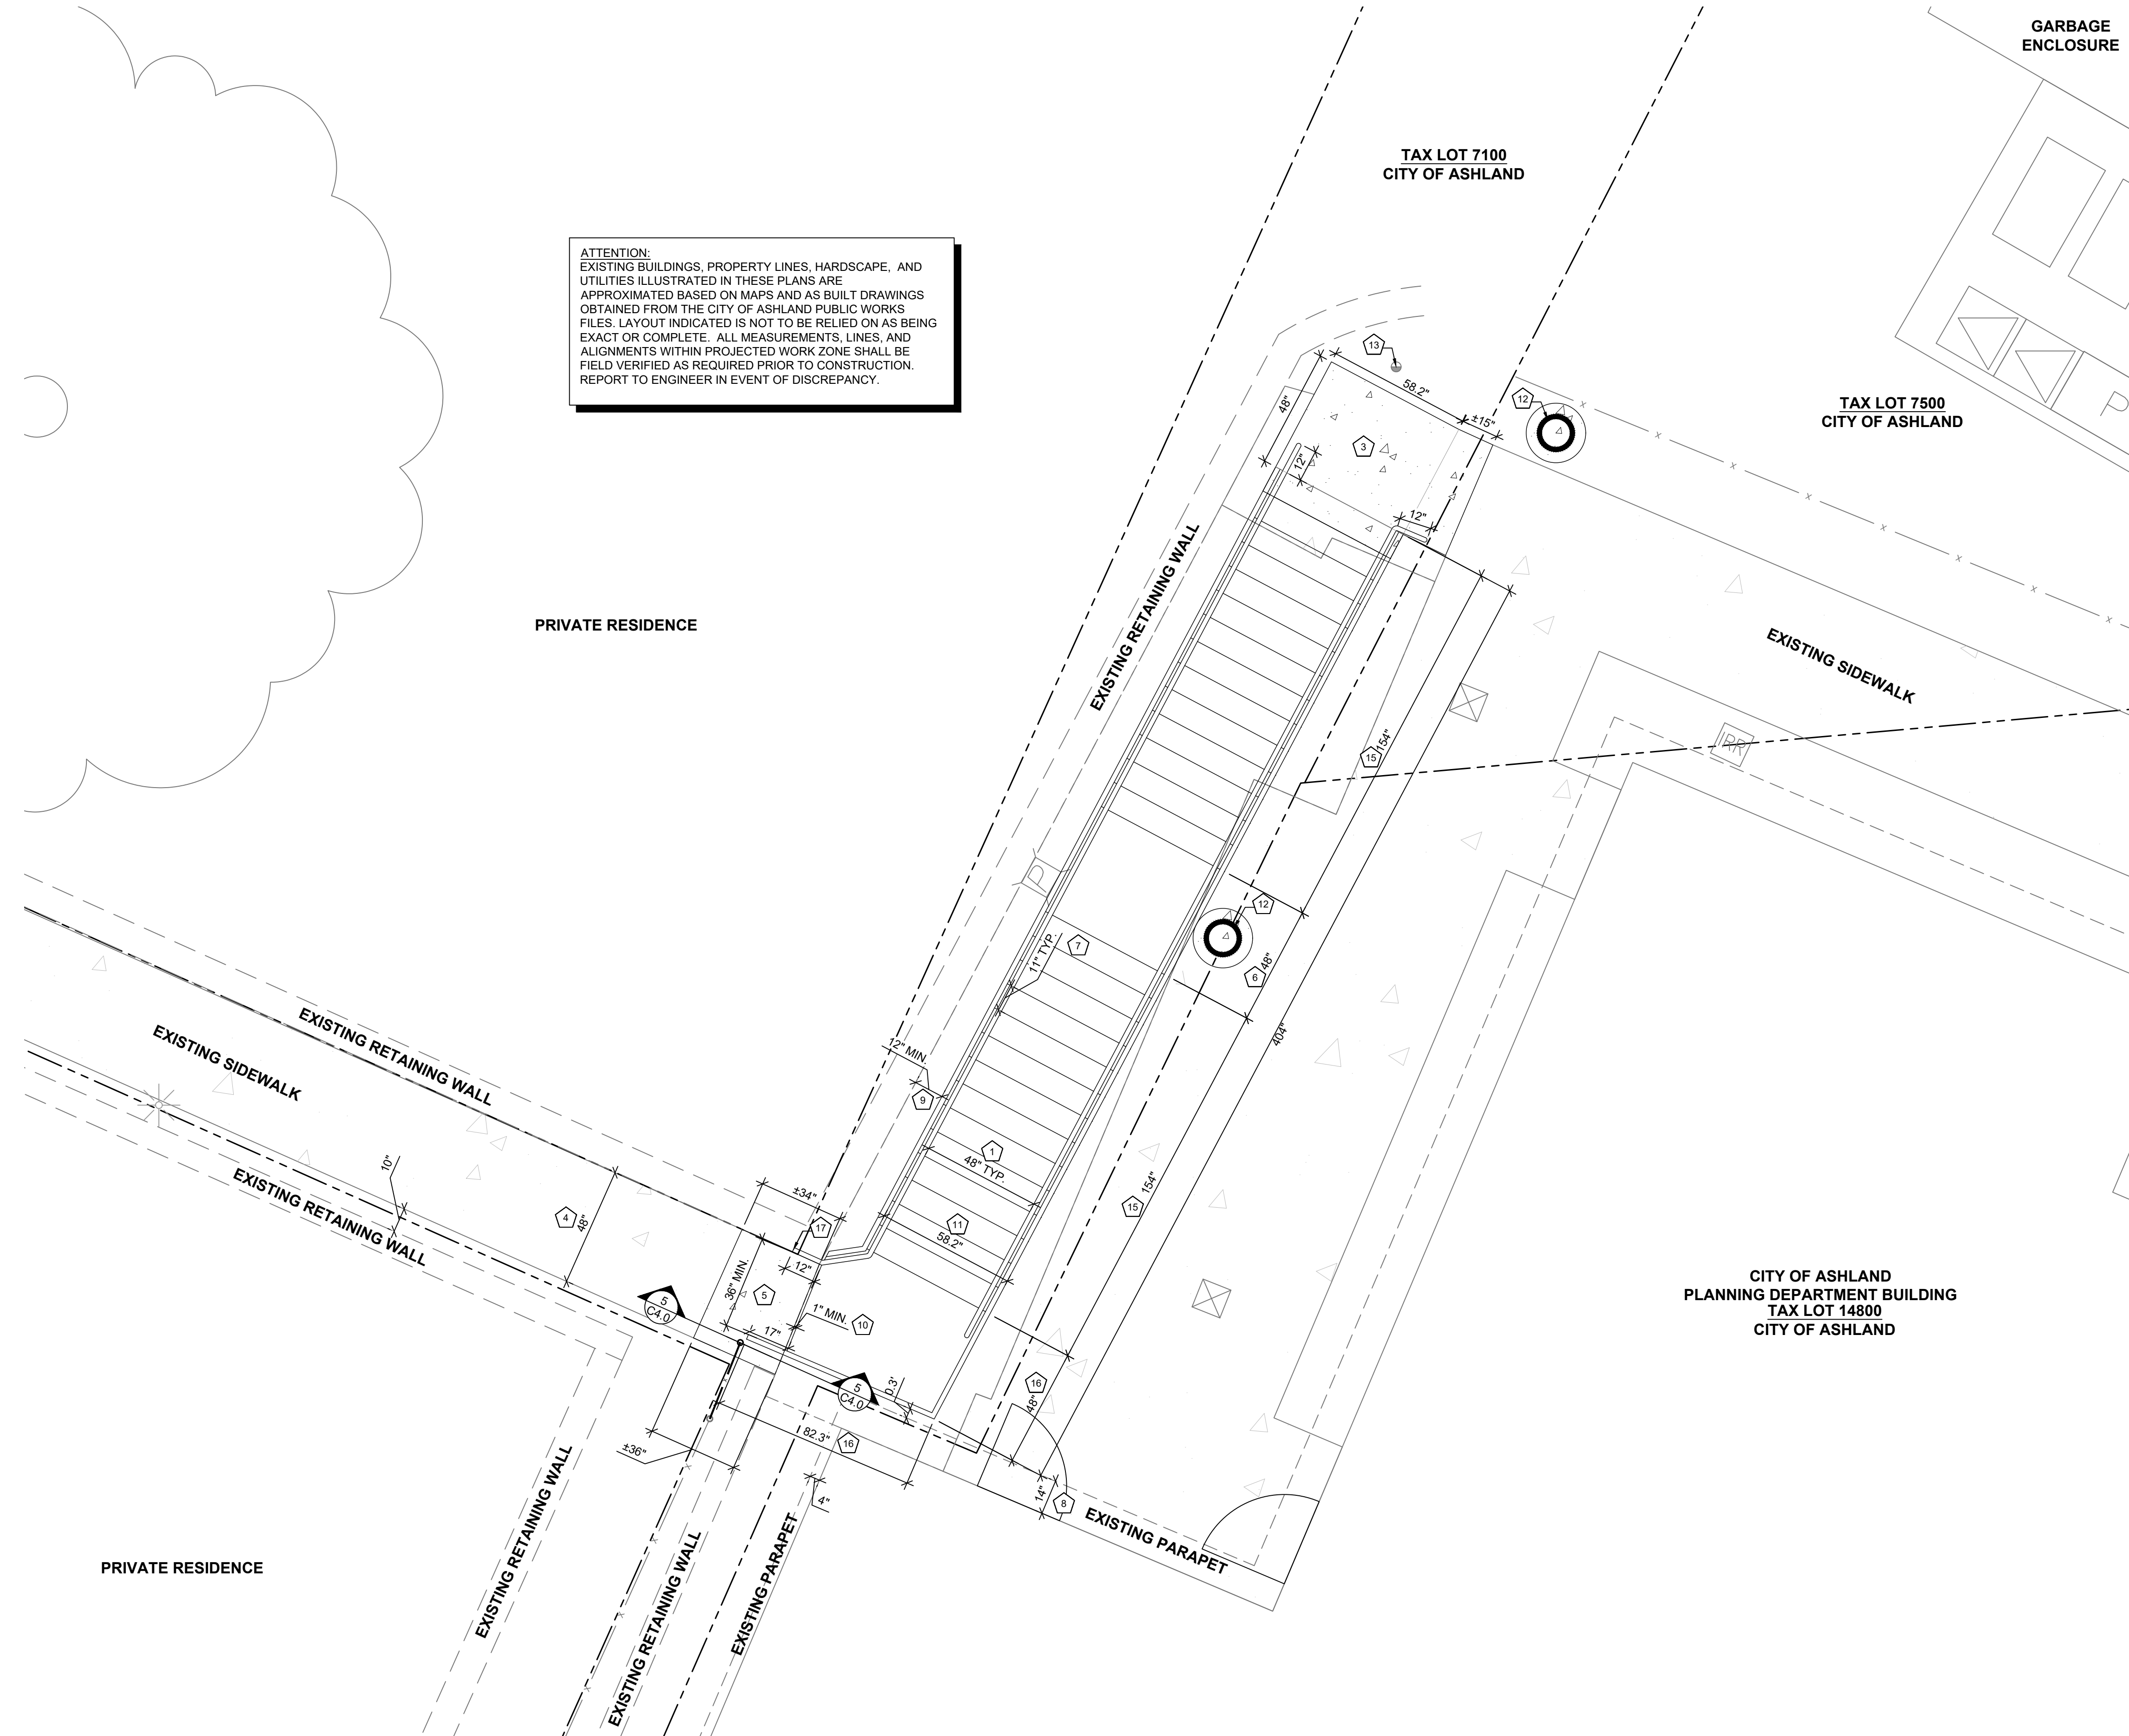 GARBAGE
ENCLOSURE
TAX LOT 7100
CITY OF ASHLAND
ATTENTION:
EXISTING BUILDINGS, PROPERTY LINES, HARDSCAPE, AND
UTILITIES ILLUSTRATED IN THESE PLANS ARE
APPROXIMATED BASED ON MAPS AND AS BUILT DRAWINGS
OBTAINED FROM THE CITY OF ASHLAND PUBLIC WORKS
FILES. LAYOUT INDICATED IS NOT TO BE RELIED ON AS BEING
EXACT OR COMPLETE. ALL MEASUREMENTS, LINES, AND
ALIGNMENTS WITHIN PROJECTED WORK ZONE SHALL BE
FIELD VERIFIED AS REQUIRED PRIOR TO CONSTRUCTION.
REPORT TO ENGINEER IN EVENT OF DISCREPANCY.
13
58.2"
48"
±15"
12
TAX LOT 7500
CITY OF ASHLAND
P
3
12"
12"
EXISTING RETAINING WALL
PRIVATE RESIDENCE
EXISTING SIDEWALK
IRR
154"
15
P
12
11" TYP.
7
48"
6
404"
EXISTING RETAINING WALL
EXISTING SIDEWALK
12" MIN.
9
1
48" TYP.
10"
EXISTING RETAINING WALL
4
48"
±34"
17
11
58.2"
154"
15
36" MIN.
12"
5
1" MIN.
10
17"
5
C4.0
5
C4.0
0.3'
16
48"
CITY OF ASHLAND
PLANNING DEPARTMENT BUILDING
TAX LOT 14800
CITY OF ASHLAND
82.3"
16
±36"
4"
14"
8
EXISTING PARAPET
EXISTING RETAINING WALL
EXISTING RETAINING WALL
EXISTING PARAPET
PRIVATE RESIDENCE